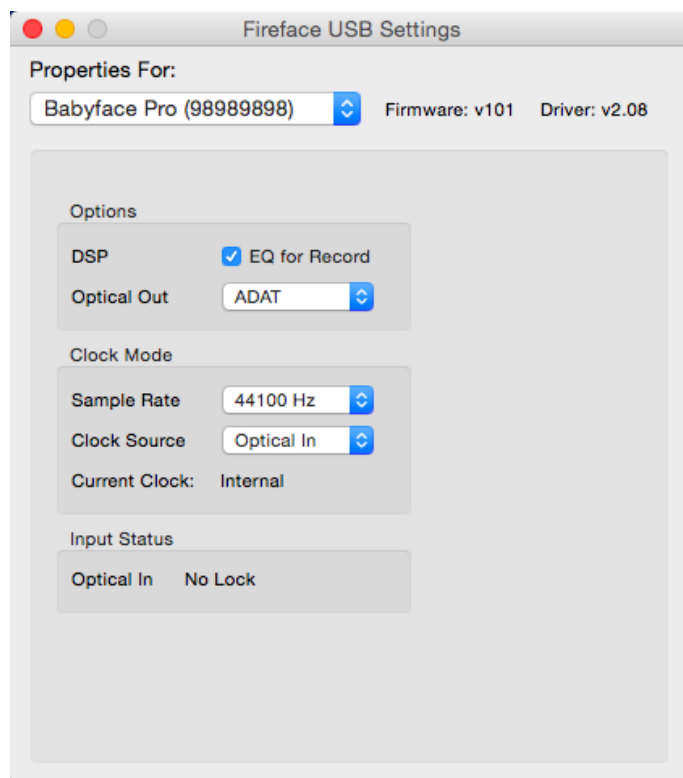 Fireface USB Settings
Properties For:
Babyface Pro (98989898) Firmware: v101 Driver: v2.08
Options
DSP EQ for Record
Optical Out ADAT
Clock Mode
Sample Rate 44100 Hz
Clock Source Optical In
Current Clock: Internal
Input Status
Optical In No Lock